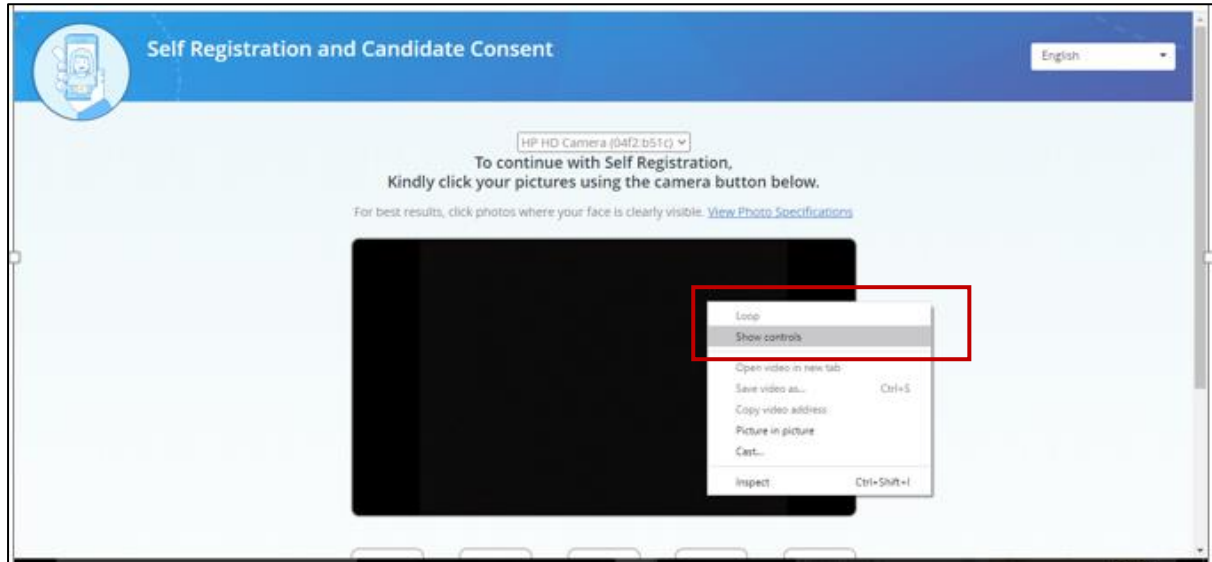 Self Registration and Candidate Consent
English
HP HD Camera (04f2:b51c)
To continue with Self Registration,
Kindly click your pictures using the camera button below.
For best results, click photos where your face is clearly visible. View Photo Specifications
Loop
Show controls
Open video in new tab
Save video as... Ctrl+S
Copy video address
Picture in picture
Cast...
Inspect Ctrl+Shift+I